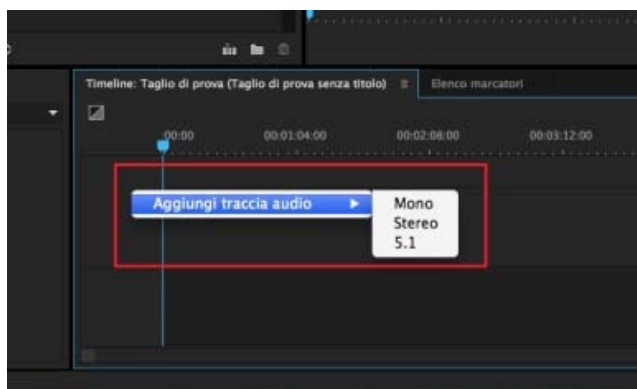 Timeline: Taglio di prova (Taglio di prova senza titolo)
Elenco marcatori
00:00 00:01:04:00 00:02:08:00 00:03:12:00
Aggiungi traccia audio
Mono
Stereo
5.1